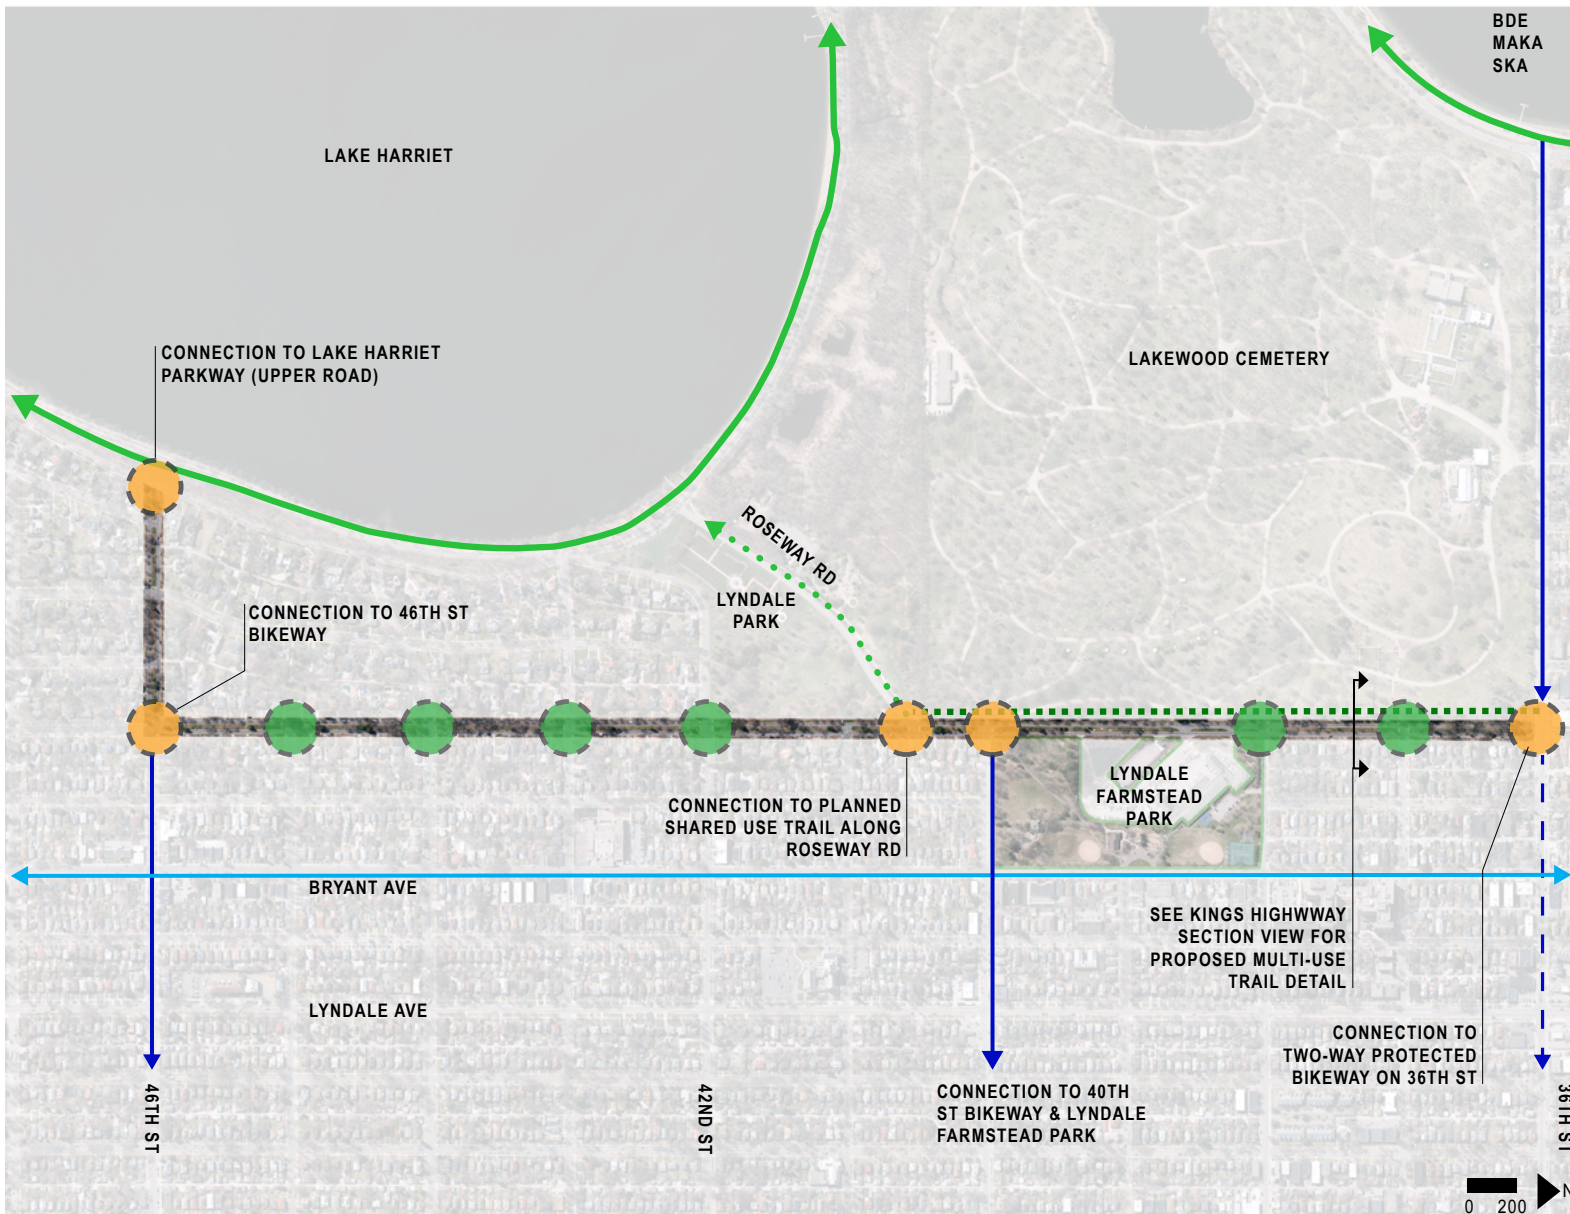 BDE
MAKA
SKA
LAKE HARRIET
CONNECTION TO LAKE HARRIET
PARKWAY (UPPER ROAD)
LAKEWOOD CEMETERY
ROSEWAY RD
CONNECTION TO 46TH ST
BIKEWAY
LYNDALE
PARK
LYNDALE
FARMSTEAD
PARK
CONNECTION TO PLANNED
SHARED USE TRAIL ALONG
ROSEWAY RD
BRYANT AVE
SEE KINGS HIGHWWAY
SECTION VIEW FOR
PROPOSED MULTI-USE
TRAIL DETAIL
LYNDALE AVE
CONNECTION TO
TWO-WAY PROTECTED
BIKEWAY ON 36TH ST
46TH ST
42ND ST
CONNECTION TO 40TH
ST BIKEWAY & LYNDALE
FARMSTEAD PARK
36TH ST
0 200
N